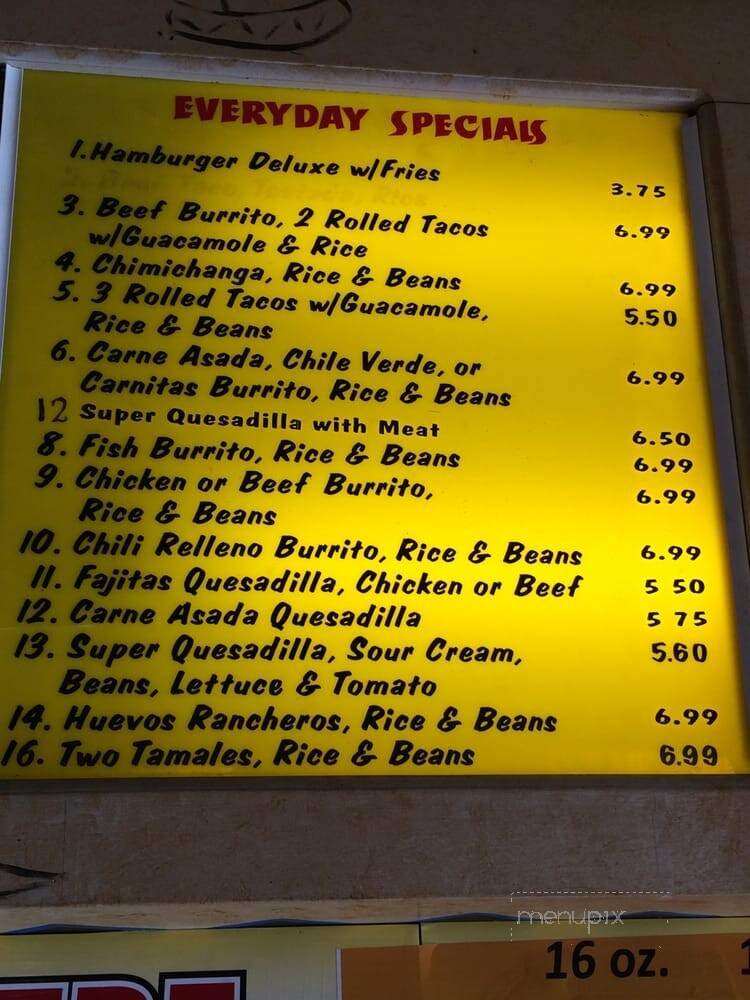 EVERYDAY SPECIALS
1. Hamburger Deluxe w/Fries 3.75
3. Beef Burrito, 2 Rolled Tacos 6.99
w/Guacamole & Rice
4. Chimichanga, Rice & Beans 6.99
5. 3 Rolled Tacos w/Guacamole, 5.50
Rice & Beans
6. Carne Asada, Chile Verde, or 6.99
Carnitas Burrito, Rice & Beans
12 Super Quesadilla with Meat 6.50
8. Fish Burrito, Rice & Beans 6.99
9. Chicken or Beef Burrito, 6.99
Rice & Beans
10. Chili Relleno Burrito, Rice & Beans 6.99
11. Fajitas Quesadilla, Chicken or Beef 5 50
12. Carne Asada Quesadilla 5 75
13. Super Quesadilla, Sour Cream, 5.60
Beans, Lettuce & Tomato
14. Huevos Rancheros, Rice & Beans 6.99
16. Two Tamales, Rice & Beans 6.99
menupix
16 oz.